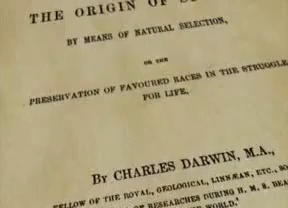 THE ORIGIN OF
BY MEANS OF NATURAL SELECTION,
OR THE
PRESERVATION OF FAVOURED RACES IN THE STRUGGLE
FOR LIFE.
BY CHARLES DARWIN, M.A.,
FELLOW OF THE ROYAL, GEOLOGICAL, LINNÆAN, ETC.,
OF RESEARCHES DURING H. M. S.
THE WORLD.'